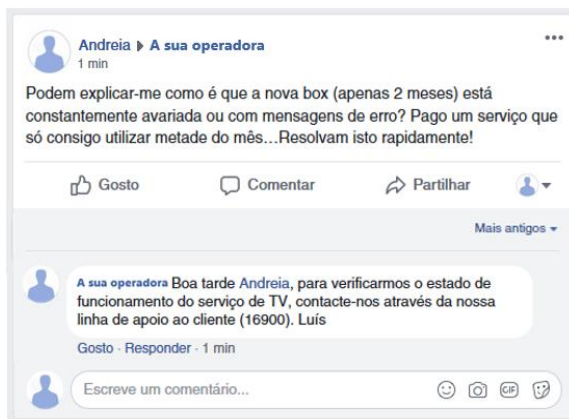 Andreia ▶ A sua operadora
1 min
Podem explicar-me como é que a nova box (apenas 2 meses) está
constantemente avariada ou com mensagens de erro? Pago um serviço que
só consigo utilizar metade do mês…Resolvam isto rapidamente!
Gosto Comentar Partilhar
Mais antigos
A sua operadora Boa tarde Andreia, para verificarmos o estado de
funcionamento do serviço de TV, contacte-nos através da nossa
linha de apoio ao cliente (16900). Luís
Gosto · Responder · 1 min
Escreve um comentário...
GIF